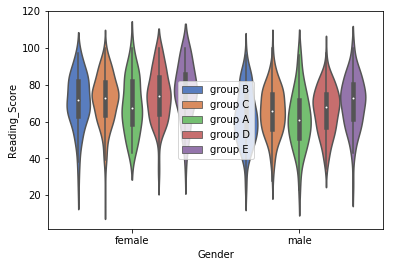 120
100
80
60
40
20
Reading_Score
group B
group C
group A
group D
group E
female
male
Gender